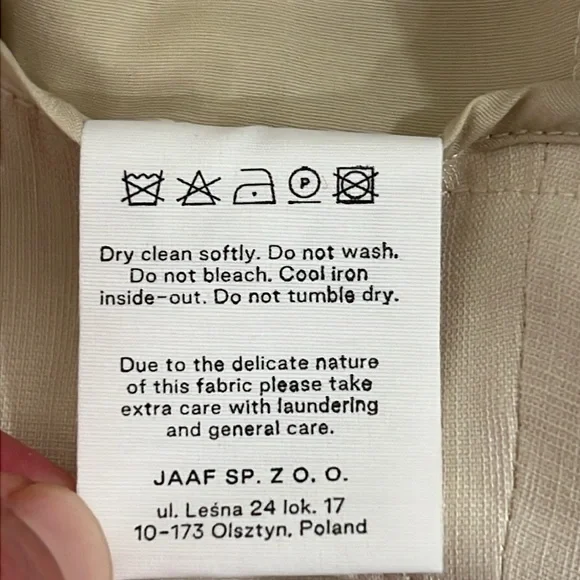 P
Dry clean softly. Do not wash.
Do not bleach. Cool iron
inside-out. Do not tumble dry.
Due to the delicate nature
of this fabric please take
extra care with laundering
and general care.
JAAF SP. Z O. O.
ul. Leśna 24 lok. 17
10-173 Olsztyn, Poland